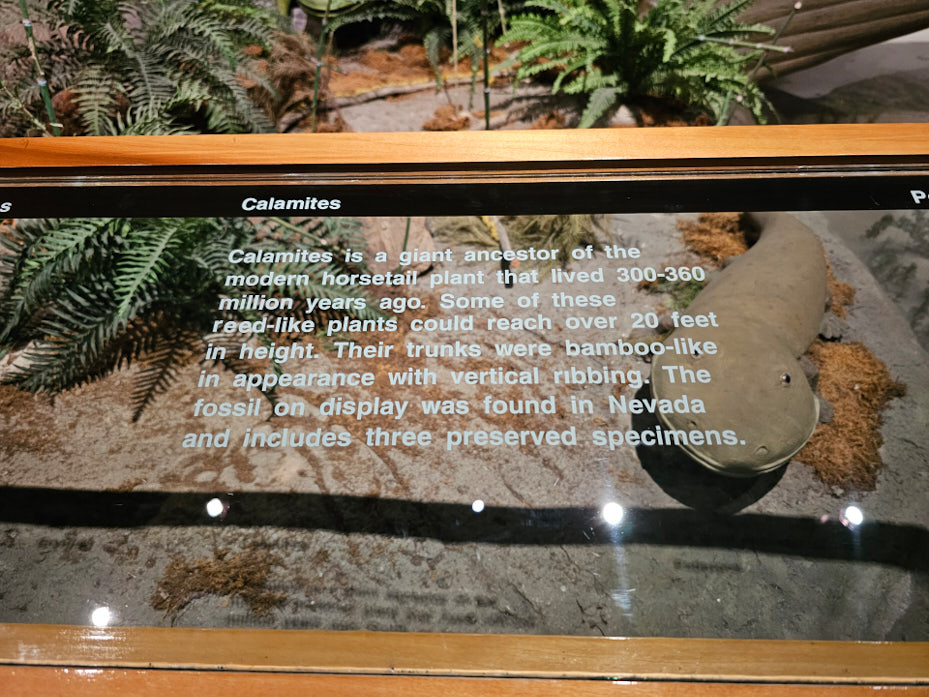 s
Calamites
P
Calamites is a giant ancestor of the
modern horsetail plant that lived 300-360
million years ago. Some of these
reed-like plants could reach over 20 feet
in height. Their trunks were bamboo-like
in appearance with vertical ribbing. The
fossil on display was found in Nevada
and includes three preserved specimens.